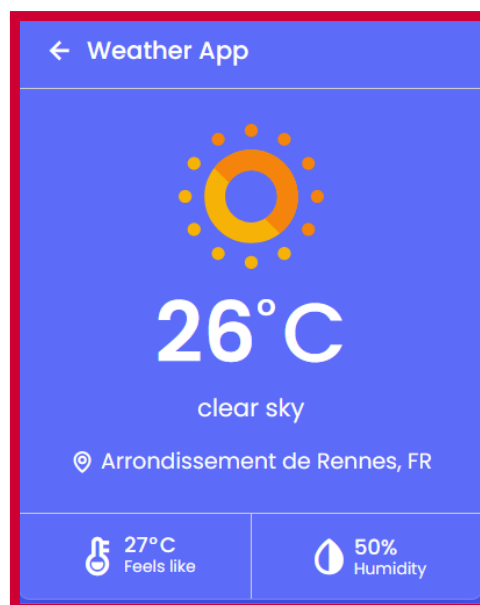 Weather App
26°C
clear sky
Arrondissement de Rennes, FR
27°C
Feels like
50%
Humidity